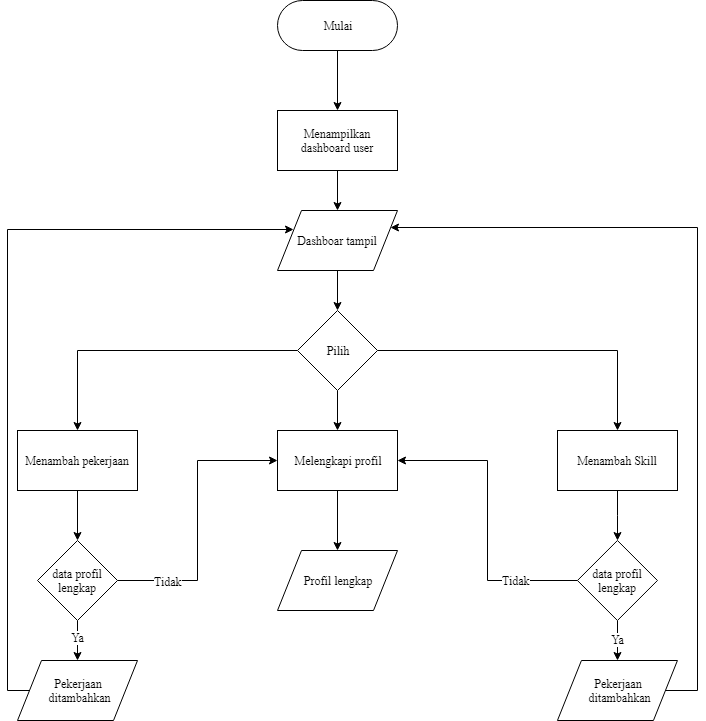 Mulai
Menampilkan
dashboard user
Dashboar tampil
Pilih
Menambah pekerjaan
Melengkapi profil
Menambah Skill
data profil
lengkap
Tidak
Profil lengkap
Tidak
data profil
lengkap
Ya
Ya
Pekerjaan
ditambahkan
Pekerjaan
ditambahkan